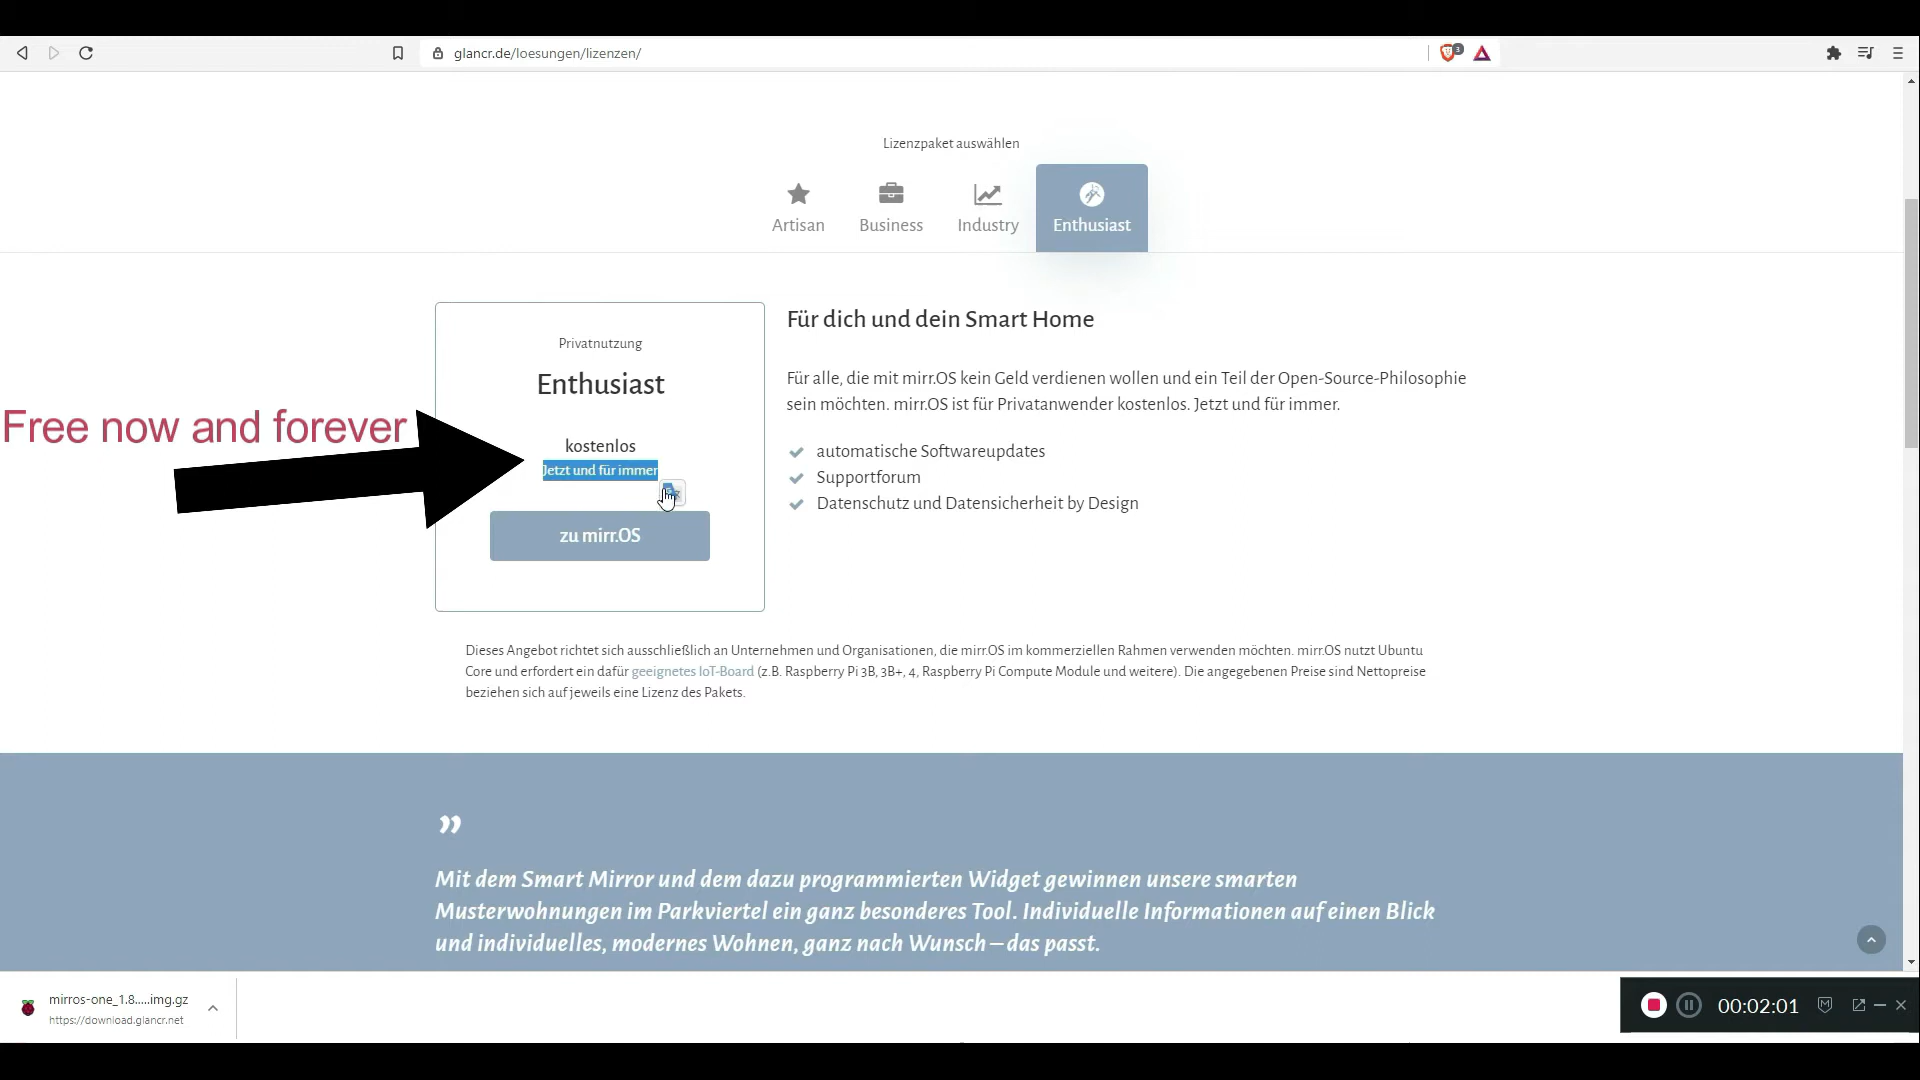 glancr.de/loesungen/lizenzen/
3
Lizenzpaket auswählen
Artisan
Business
Industry
Enthusiast
Privatnutzung
Enthusiast
Free now and forever
kostenlos
Jetzt und für immer
zu mirr.OS
Für dich und dein Smart Home
Für alle, die mit mirr.OS kein Geld verdienen wollen und ein Teil der Open-Source-Philosophie
sein möchten. mirr.OS ist für Privatanwender kostenlos. Jetzt und für immer.
automatische Softwareupdates
Supportforum
Datenschutz und Datensicherheit by Design
Dieses Angebot richtet sich ausschließlich an Unternehmen und Organisationen, die mirr.OS im kommerziellen Rahmen verwenden möchten. mirr.OS nutzt Ubuntu
Core und erfordert ein dafür geeignetes IoT-Board (z.B. Raspberry Pi 3B, 3B+, 4, Raspberry Pi Compute Module und weitere). Die angegebenen Preise sind Nettopreise
beziehen sich auf jeweils eine Lizenz des Pakets.
”
Mit dem Smart Mirror und dem dazu programmierten Widget gewinnen unsere smarten
Musterwohnungen im Parkviertel ein ganz besonderes Tool. Individuelle Informationen auf einen Blick
und individuelles, modernes Wohnen, ganz nach Wunsch – das passt.
mirros-one_1.8.....img.gz
https://download.glancr.net
00:02:01